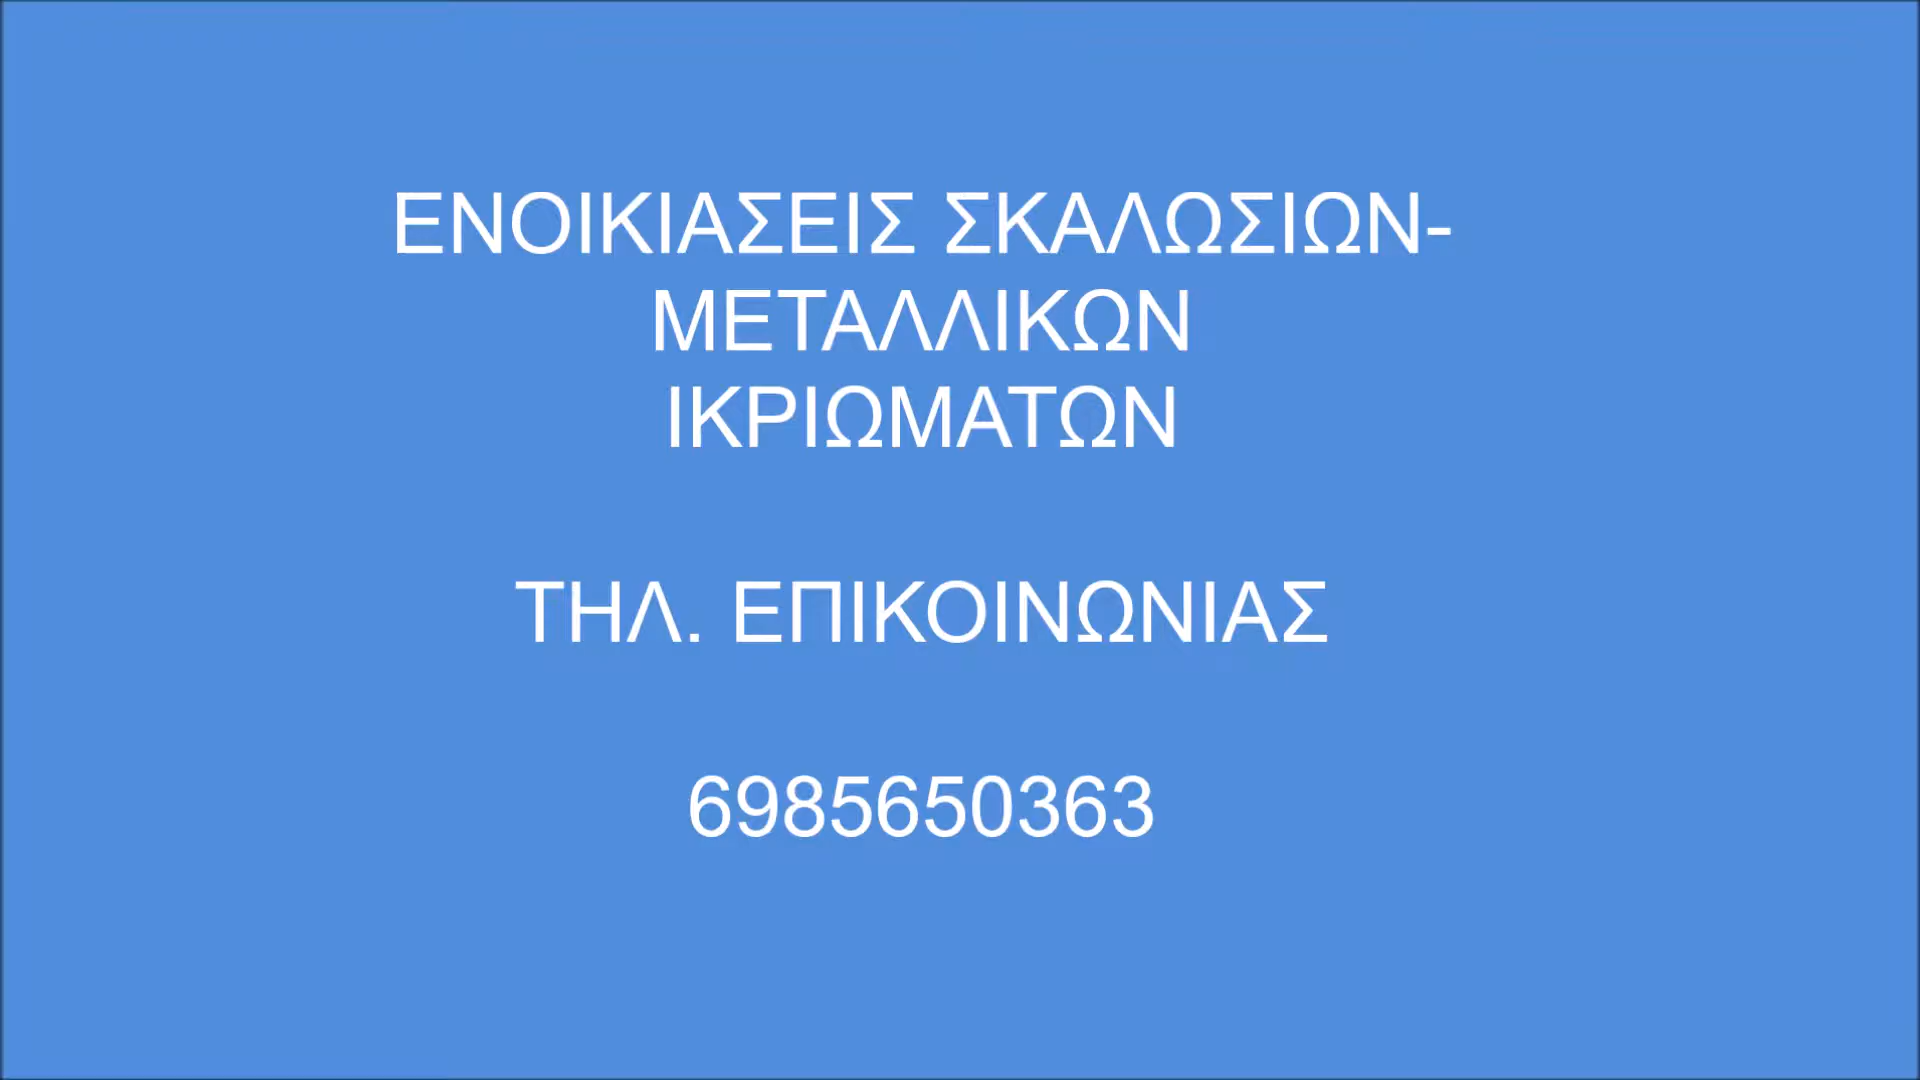 ΕΝΟΙΚΙΑΣΕΙΣ ΣΚΑΛΩΣΙΩΝ-
ΜΕΤΑΛΛΙΚΩΝ
ΙΚΡΙΩΜΑΤΩΝ
ΤΗΛ. ΕΠΙΚΟΙΝΩΝΙΑΣ
6985650363